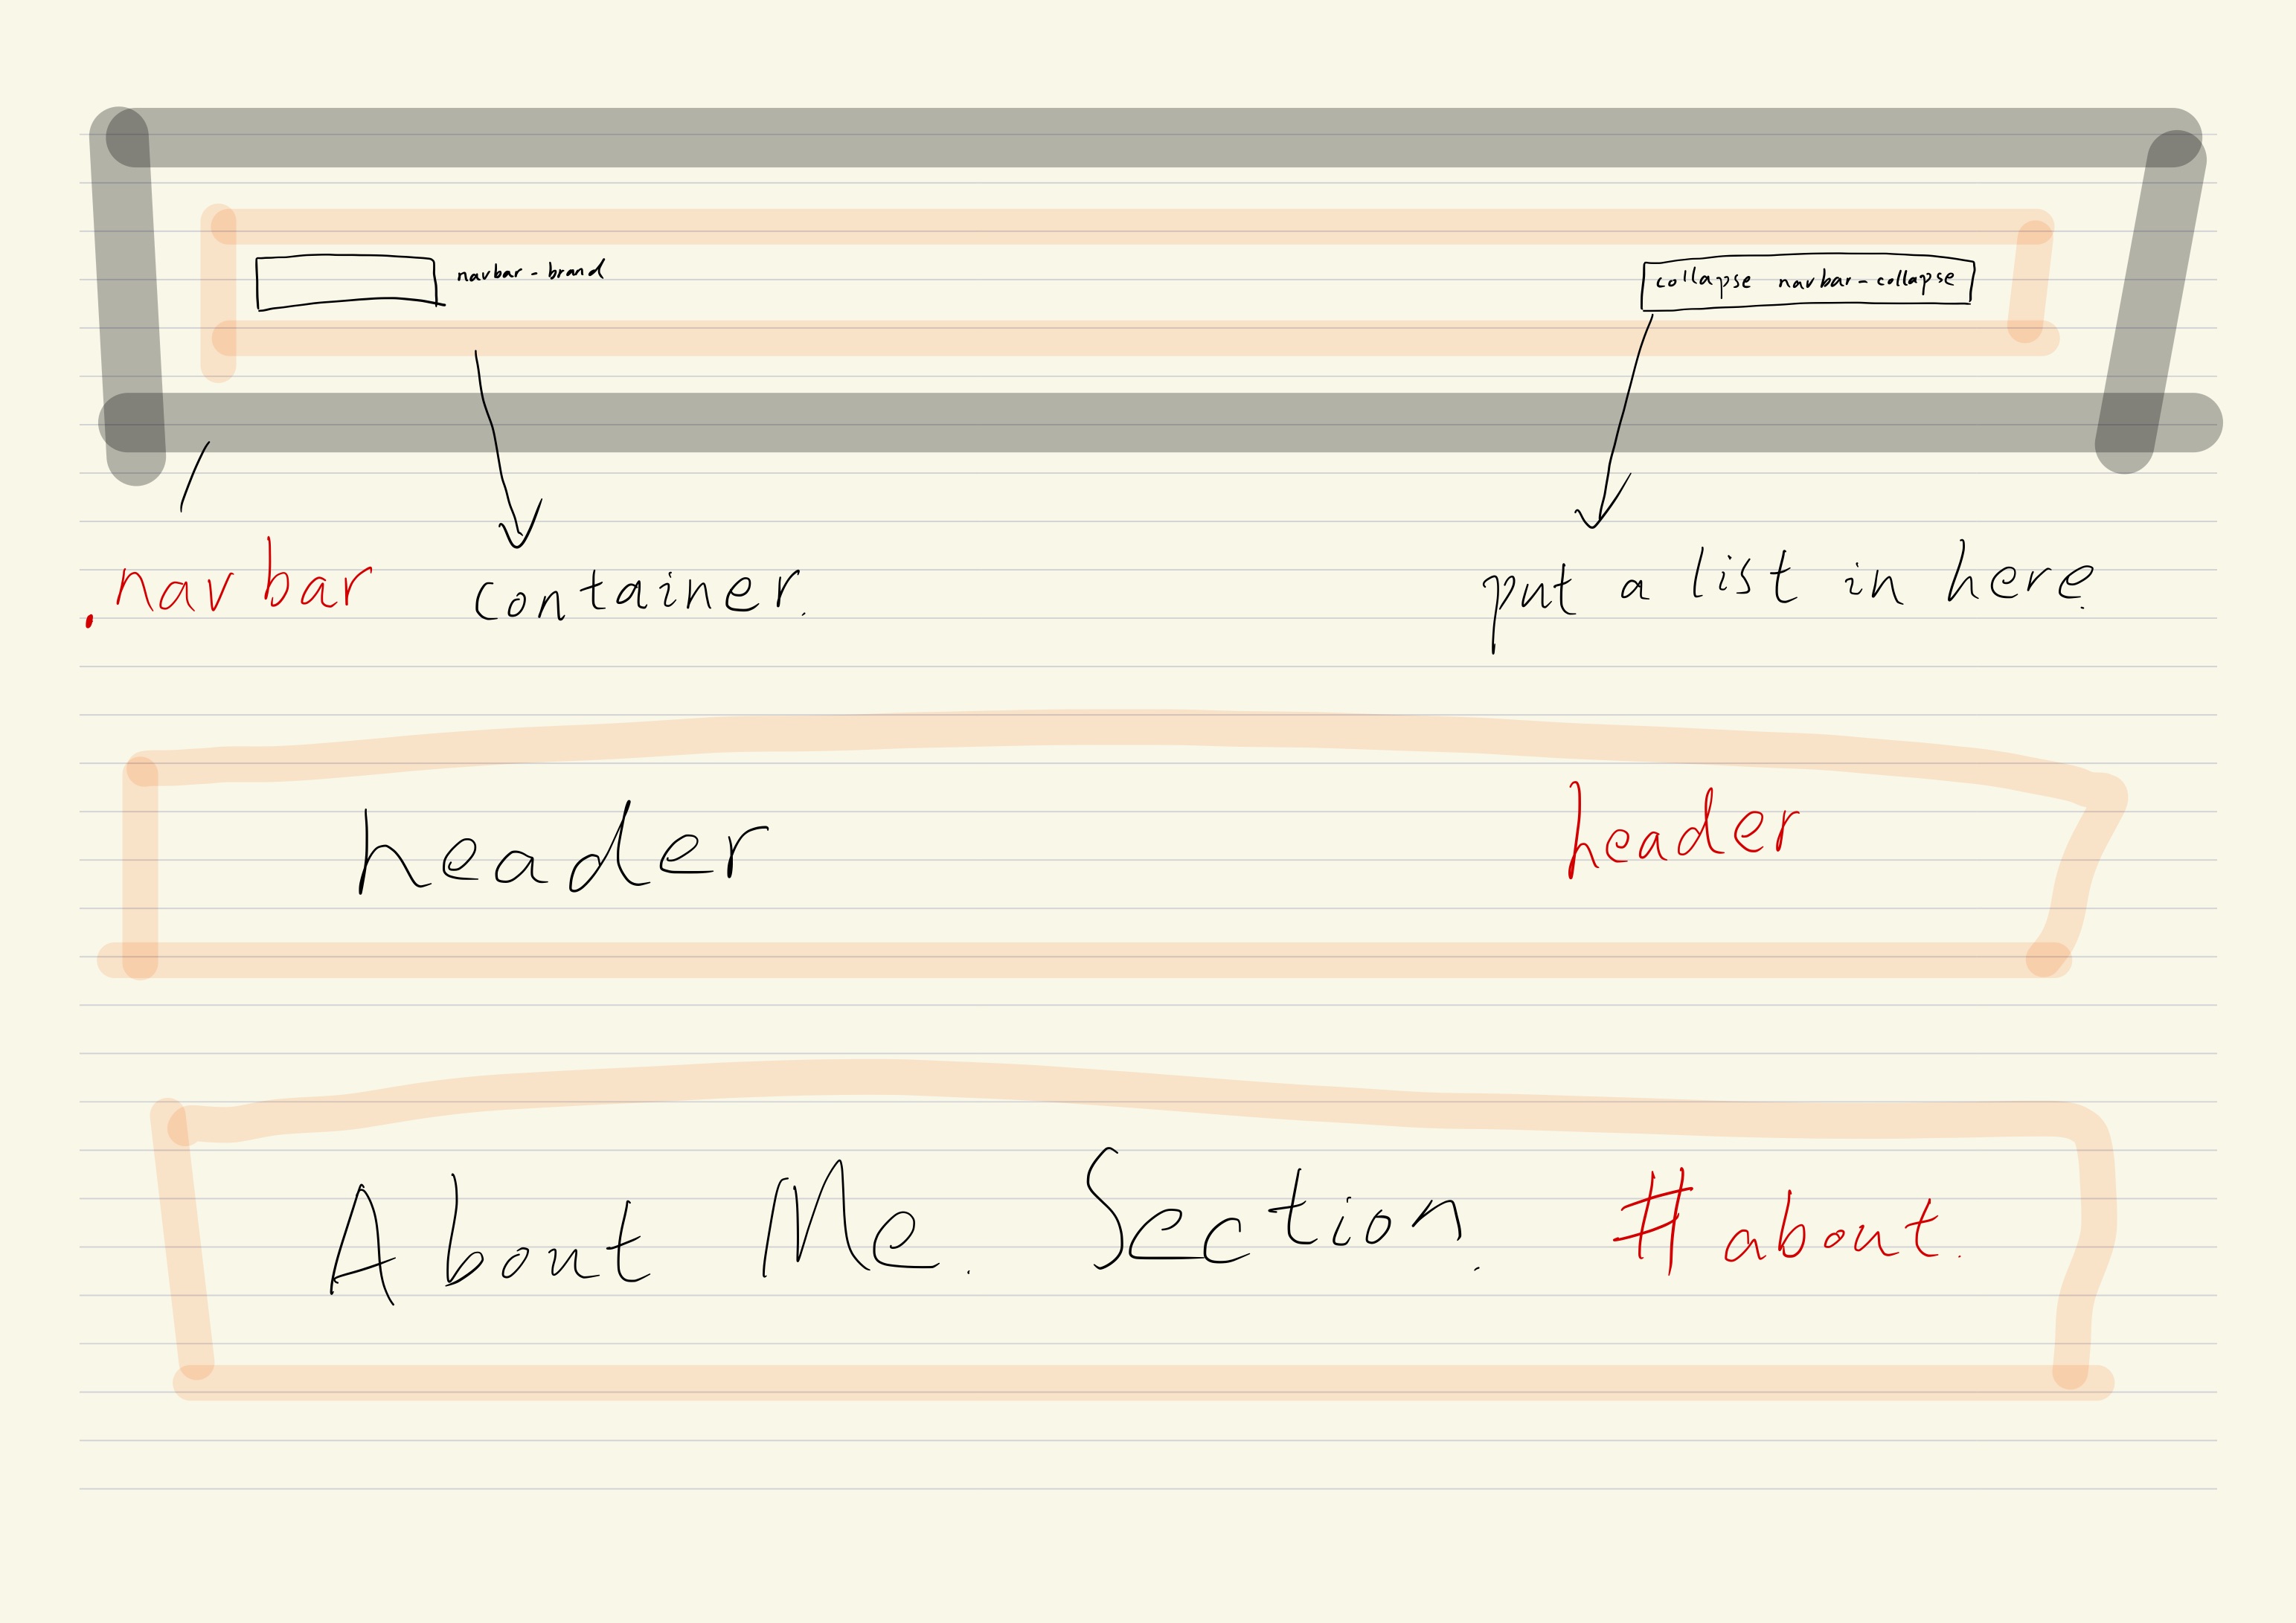 navbar-brand
collapse navbar-collapse
.navbar
container.
put a list in here.
header
header
About Me. Section.
#about.